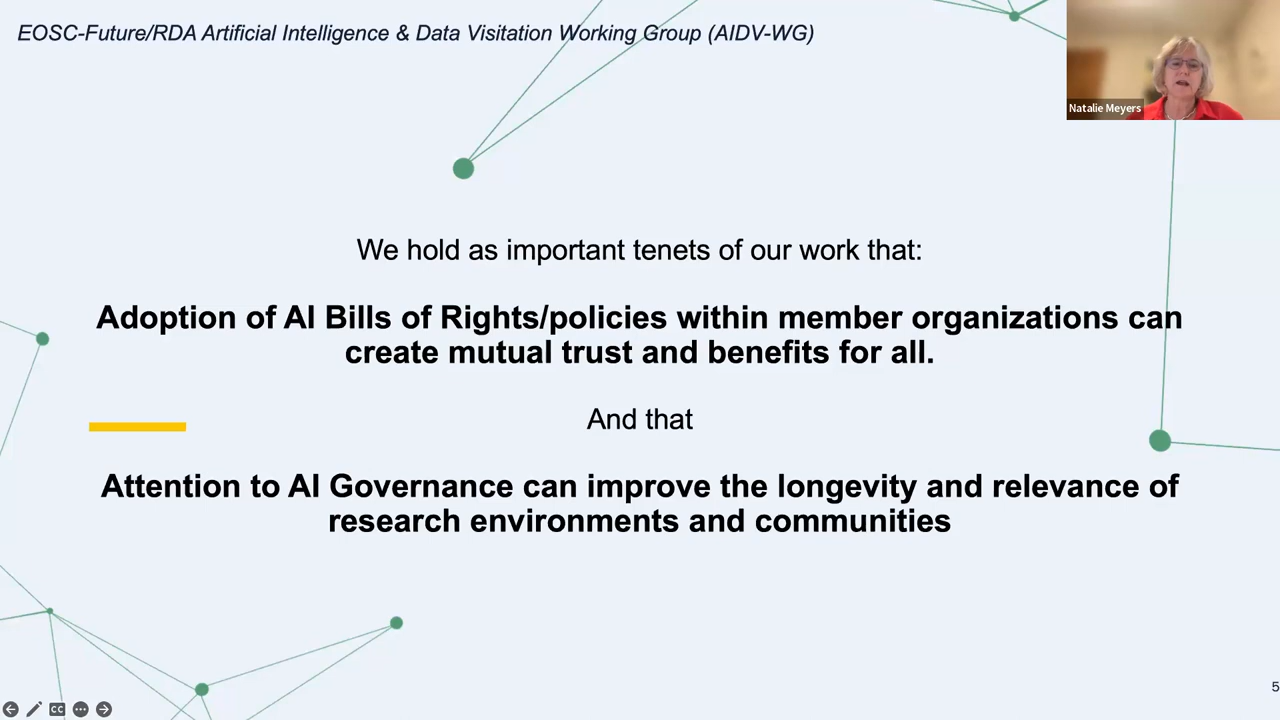 EOSC-Future/RDA Artificial Intelligence & Data Visitation Working Group (AIDV-WG)
Natalie Meyers
We hold as important tenets of our work that:
Adoption of AI Bills of Rights/policies within member organizations can
create mutual trust and benefits for all.
And that
Attention to AI Governance can improve the longevity and relevance of
research environments and communities
5
CC